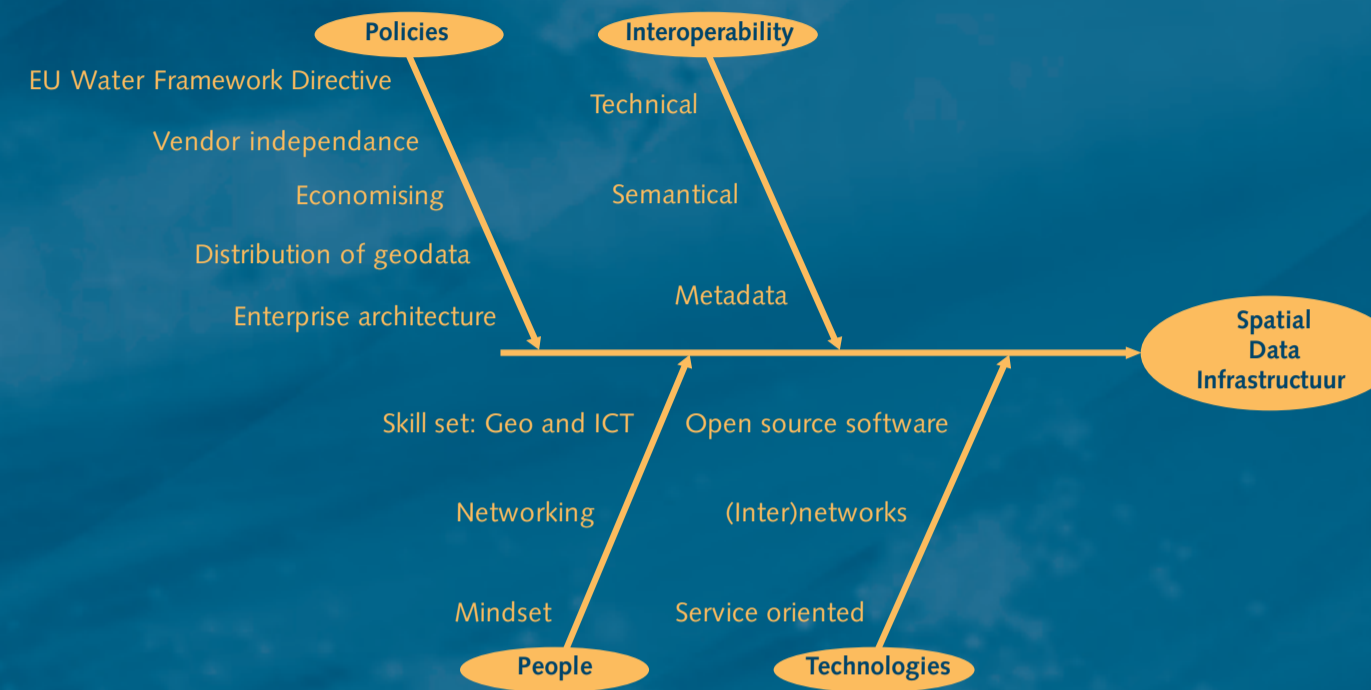 Policies
Interoperability
EU Water Framework Directive
Vendor independance
Economising
Distribution of geodata
Enterprise architecture
Technical
Semantical
Metadata
Spatial
Data
Infrastructuur
Skill set: Geo and ICT
Networking
Mindset
Open source software
(Inter)networks
Service oriented
People
Technologies